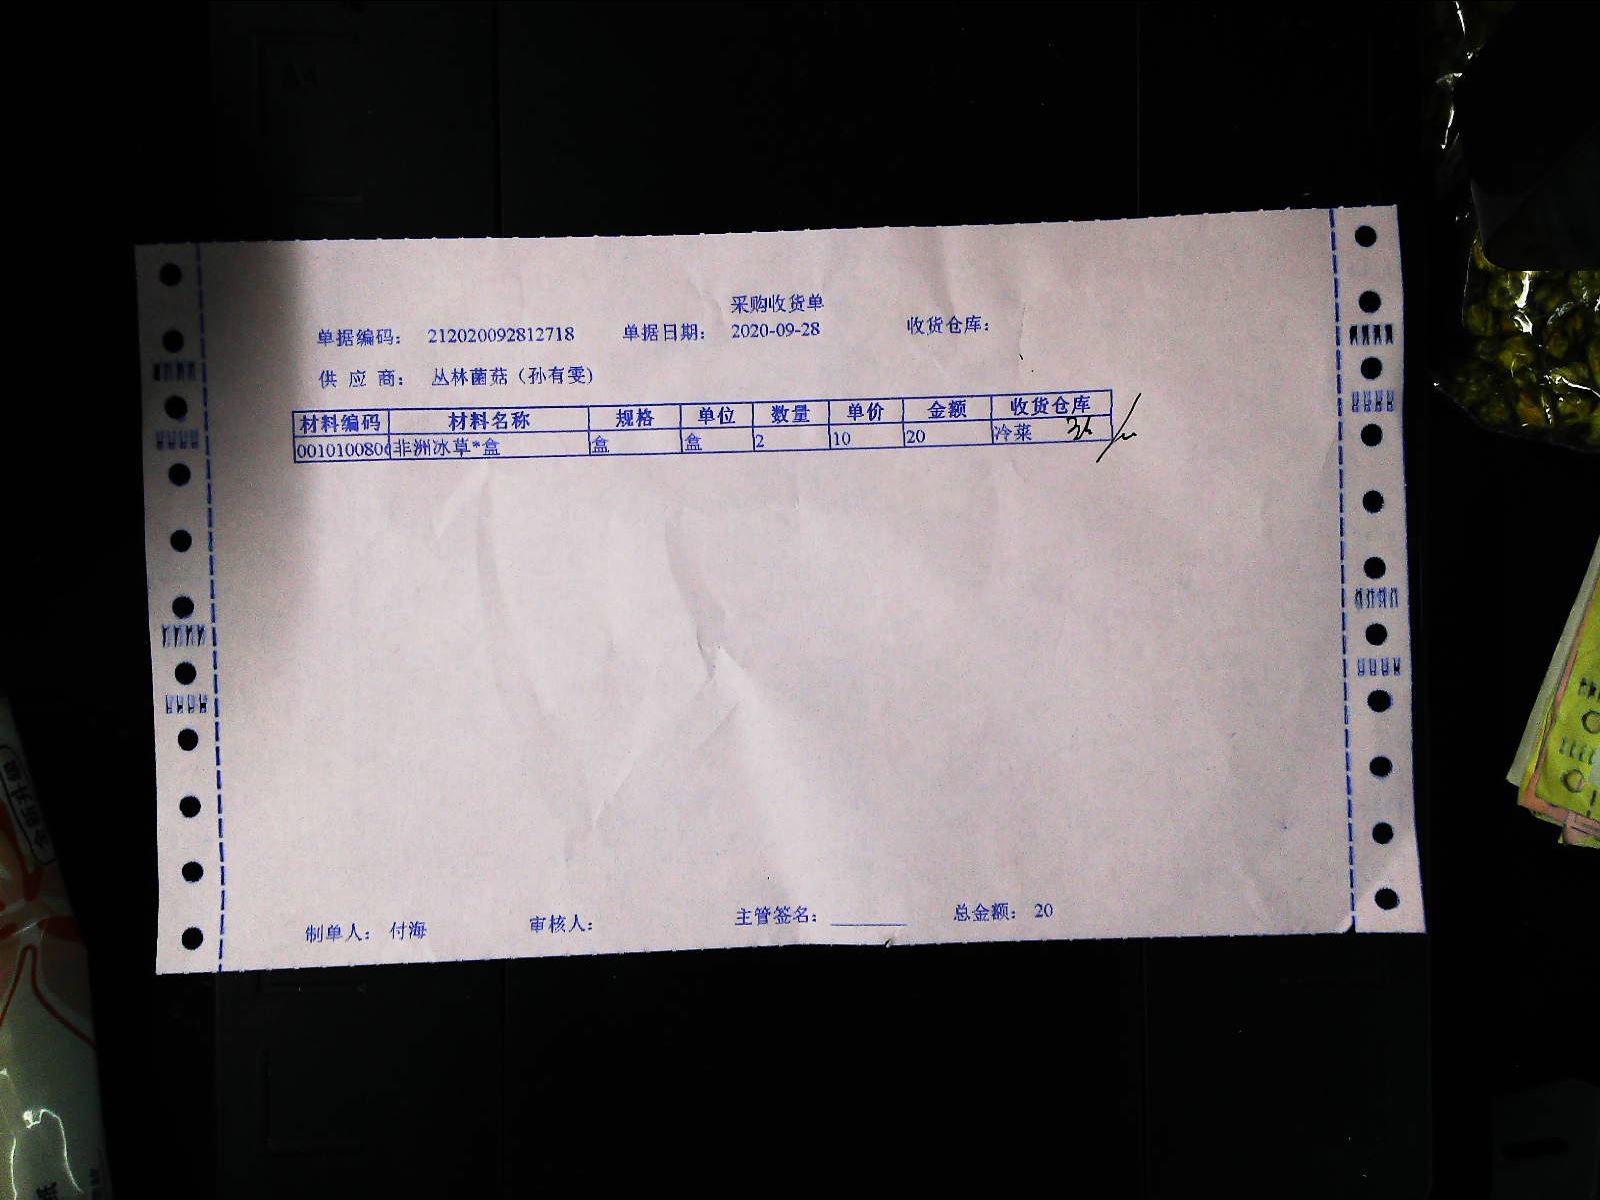 采购收货单
单据编码： 212020092812718 单据日期： 2020-09-28 收货仓库：
供 应 商： 丛林菌菇（孙有雯）
材料编码 材料名称 规格 单位 数量 单价 金额 收货仓库
001010080 非洲冰草*盒 盒 盒 2 10 20 冷菜
制单人： 付海 审核人： 主管签名： 总金额： 20